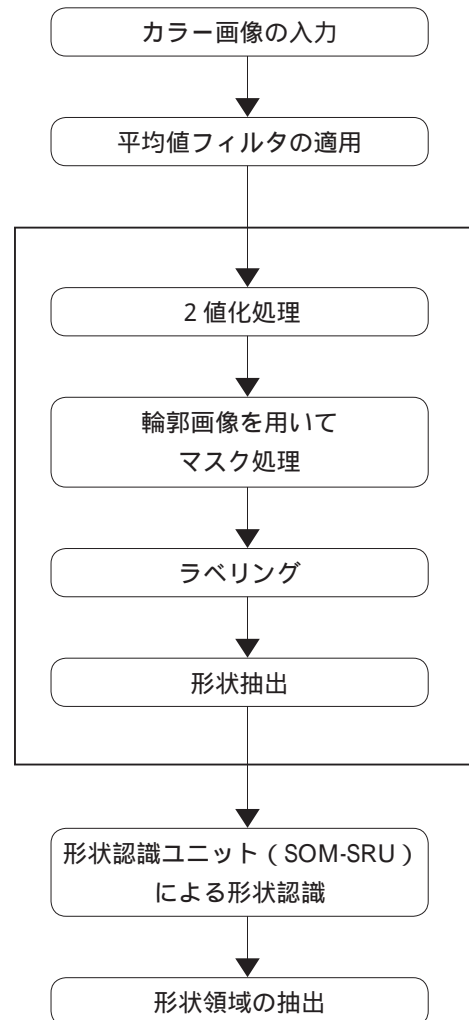 カラー画像の入力
平均値フィルタの適用
2値化処理
輪郭画像を用いて
マスク処理
ラベリング
形状抽出
形状認識ユニット（SOM-SRU）
による形状認識
形状領域の抽出